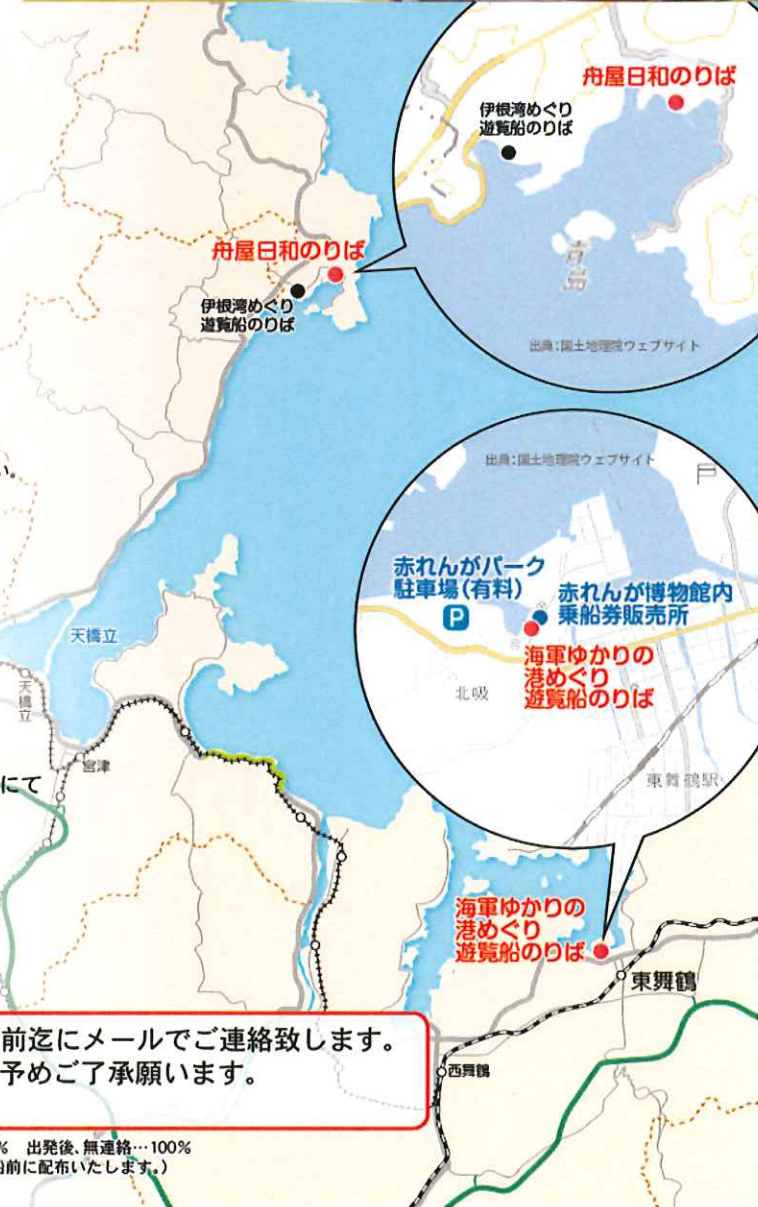 舟屋日和のりば
伊根湾めぐり
遊覧船のりば
青島
出典:国土地理院ウェブサイト
舟屋日和のりば
伊根湾めぐり
遊覧船のりば
い。
出典:国土地理院ウェブサイト
赤れんがパーク
駐車場(有料)
P
赤れんが博物館内
乗船券販売所
海軍ゆかりの
港めぐり
遊覧船のりば
北吸
東舞鶴駅
天橋立
天橋立
宮津
にて
海軍ゆかりの
港めぐり
遊覧船のりば
東舞鶴
西舞鶴
前迄にメールでご連絡致します。
予めご了承願います。
% 出発後、無連絡…100%
船前に配布いたします。)